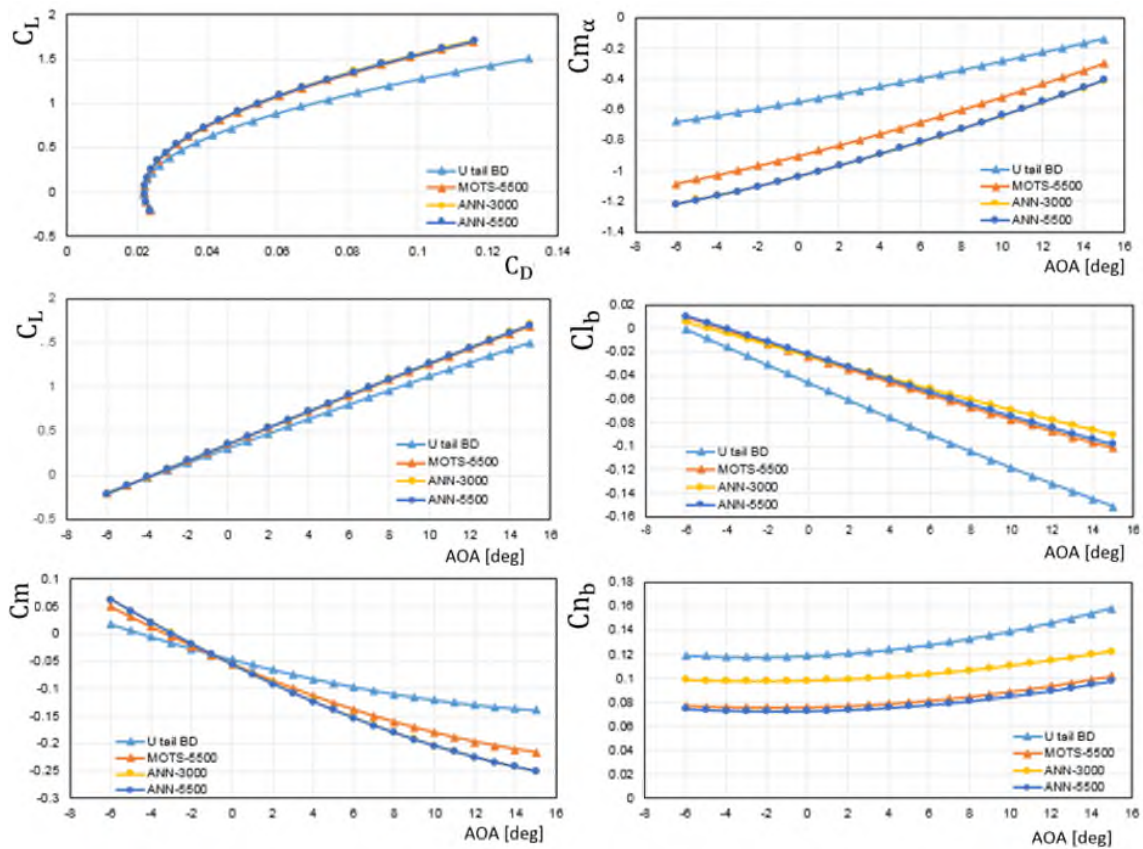 C_L
2
1.5
1
0.5
0
-0.5
0 0.02 0.04 0.06 0.08 0.1 0.12 0.14
C_D
U tail BD
MOTS-5500
ANN-3000
ANN-5500
Cm_α
0
-0.2
-0.4
-0.6
-0.8
-1
-1.2
-1.4
-8 -6 -4 -2 0 2 4 6 8 10 12 14 16
AOA [deg]
U tail BD
MOTS-5500
ANN-3000
ANN-5500
C_L
2
.5
1
0.5
0
-0.5
-8 -6 -4 -2 0 2 4 6 8 10 12 14 16
AOA [deg]
U tail BD
MOTS-5500
ANN-3000
ANN-5500
Cl_b
0.02
0
-0.02
-0.04
-0.06
-0.08
-0.1
-0.12
-0.14
-0.16
-8 -6 -4 -2 0 2 4 6 8 10 12 14 16
AOA [deg]
U tail BD
MOTS-5500
ANN-3000
ANN-5500
Cm
0.1
0.05
0
-0.05
-0.1
-0.15
-0.2
-0.25
-0.3
-8 -6 -4 -2 0 2 4 6 8 10 12 14 16
AOA [deg]
U tail BD
MOTS-5500
ANN-3000
ANN-5500
Cn_b
0.18
0.16
0.14
0.12
0.1
0.08
0.06
0.04
0.02
0
-8 -6 -4 -2 0 2 4 6 8 10 12 14 16
AOA [deg]
U tail BD
MOTS-5500
ANN-3000
ANN-5500